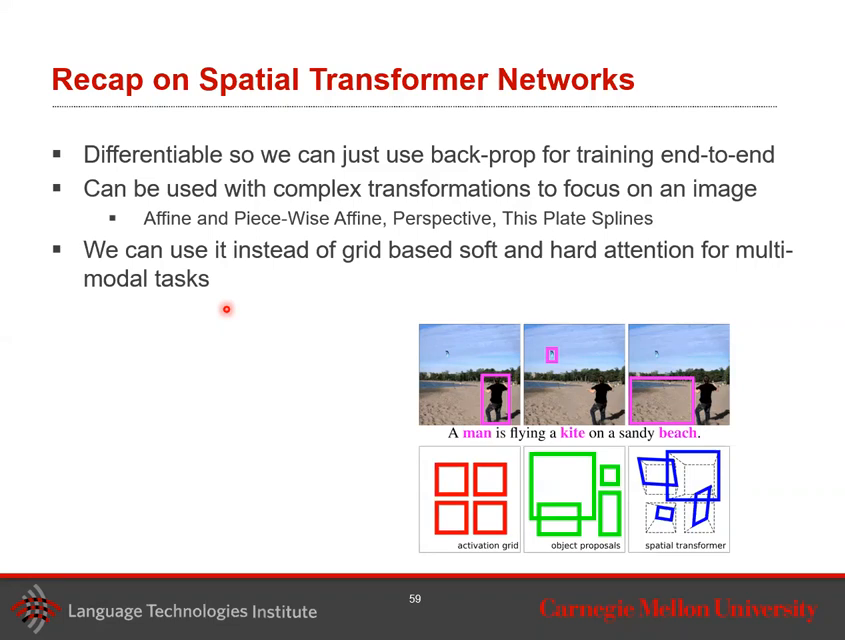 Recap on Spatial Transformer Networks
Differentiable so we can just use back-prop for training end-to-end
Can be used with complex transformations to focus on an image
Affine and Piece-Wise Affine, Perspective, This Plate Splines
We can use it instead of grid based soft and hard attention for multi-
modal tasks
A man is flying a kite on a sandy beach.
activation grid
object proposals
spatial transformer
Language Technologies Institute
59
Carnegie Mellon University